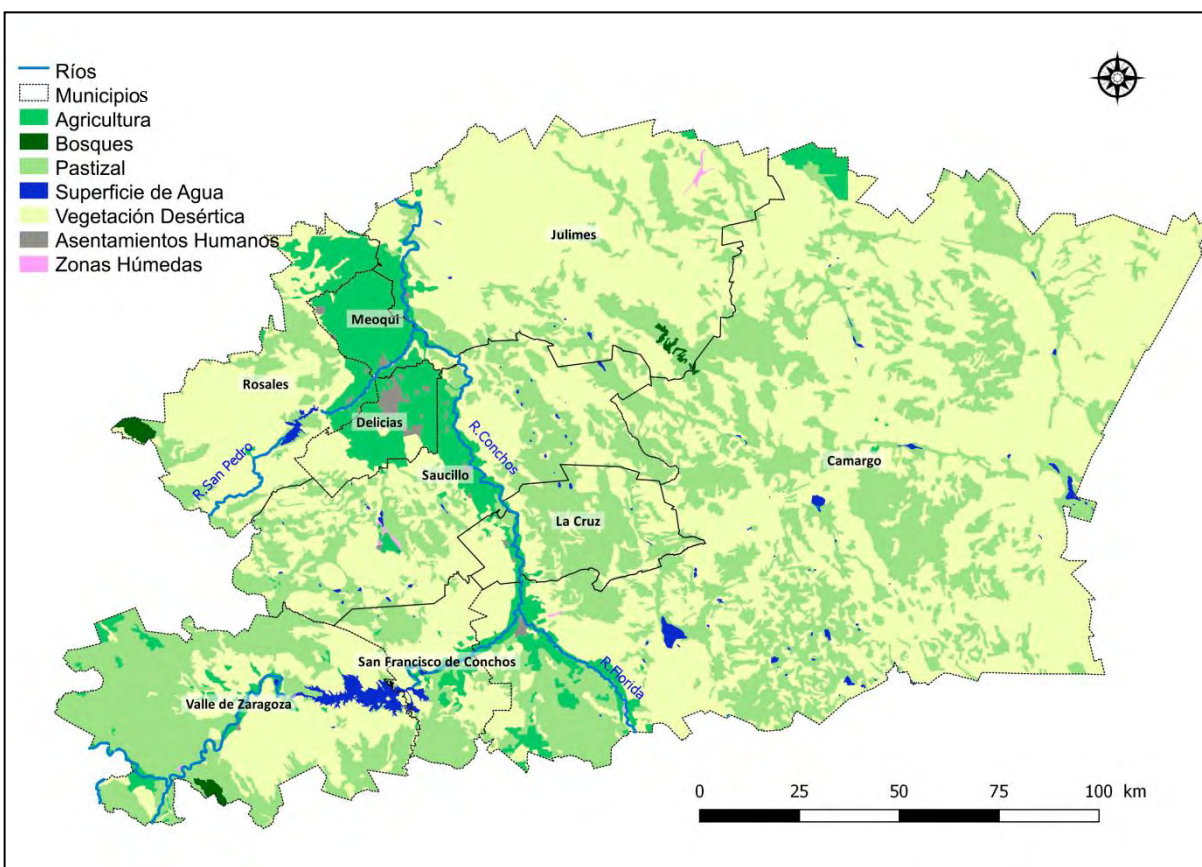 Ríos
Municipios
Agricultura
Bosques
Pastizal
Superficie de Agua
Vegetación Desértica
Asentamientos Humanos
Zonas Húmedas
Julimes
Meoqui
Rosales
Delicias
R.Conchos
R.San Pedro
Saucillo
Camargo
La Cruz
San Francisco de Conchos
R.Florida
Valle de Zaragoza
0 25 50 75 100 km